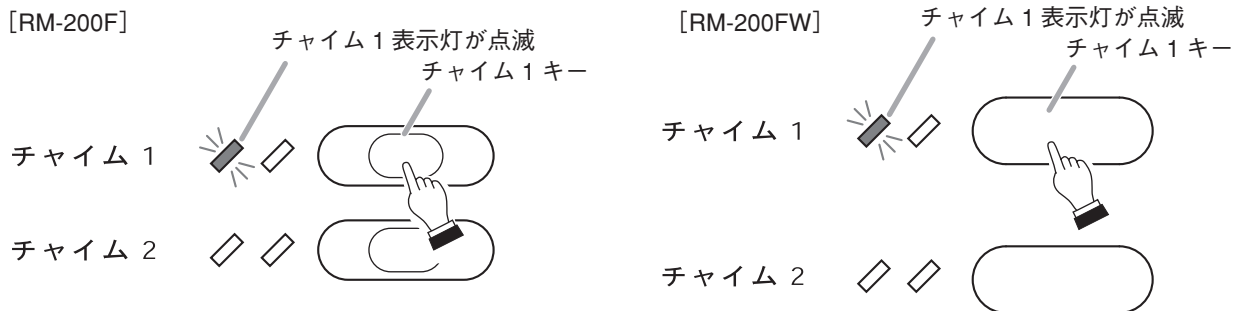 [RM-200F]
チャイム 1 表示灯が点滅
チャイム 1 キー
チャイム 1
チャイム 2
[RM-200FW]
チャイム 1 表示灯が点滅
チャイム 1 キー
チャイム 1
チャイム 2